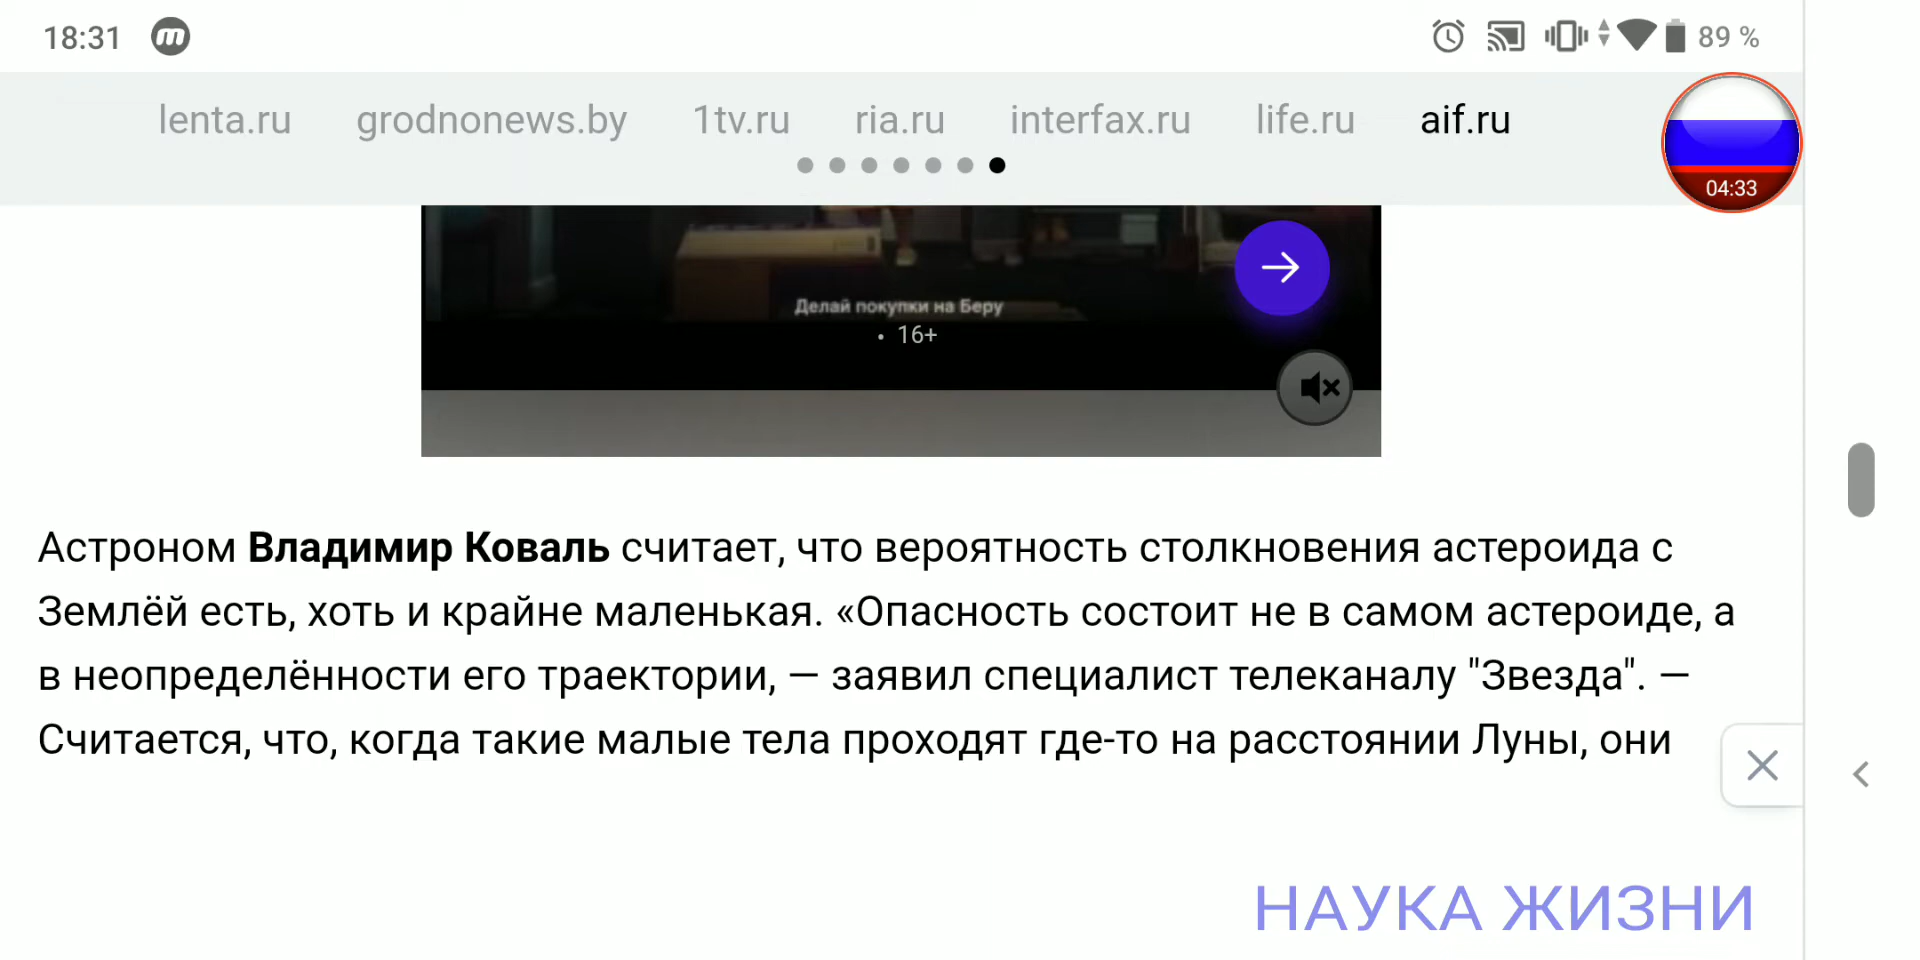 18:31
89 %
lenta.ru grodnonews.by 1tv.ru ria.ru interfax.ru life.ru aif.ru
04:33
Делай покупки на Беру
• 16+
Астроном Владимир Коваль считает, что вероятность столкновения астероида с
Землёй есть, хоть и крайне маленькая. «Опасность состоит не в самом астероиде, а
в неопределённости его траектории, — заявил специалист телеканалу "Звезда". —
Считается, что, когда такие малые тела проходят где-то на расстоянии Луны, они
НАУКА ЖИЗНИ